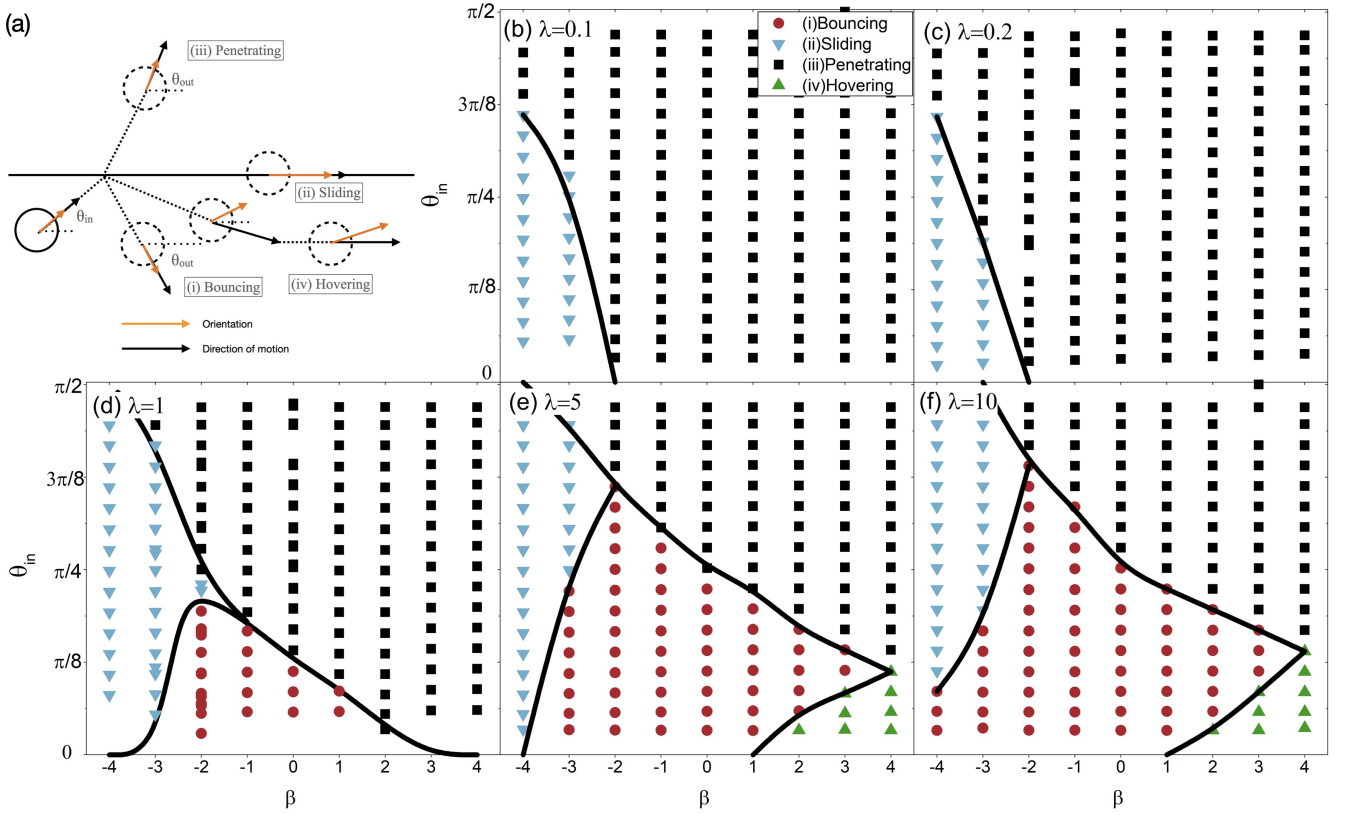 (a)
(iii) Penetrating
θout
θin
(ii) Sliding
θout
(i) Bouncing
(iv) Hovering
Orientation
Direction of motion
(b) λ=0.1
(i)Bouncing
(ii)Sliding
(iii)Penetrating
(iv)Hovering
π/2
3π/8
π/4
π/8
0
θin
(c) λ=0.2
(d) λ=1
π/2
3π/8
π/4
π/8
0
θin
-4 -3 -2 -1 0 1 2 3 4
β
(e) λ=5
-4 -3 -2 -1 0 1 2 3 4
β
(f) λ=10
-4 -3 -2 -1 0 1 2 3 4
β